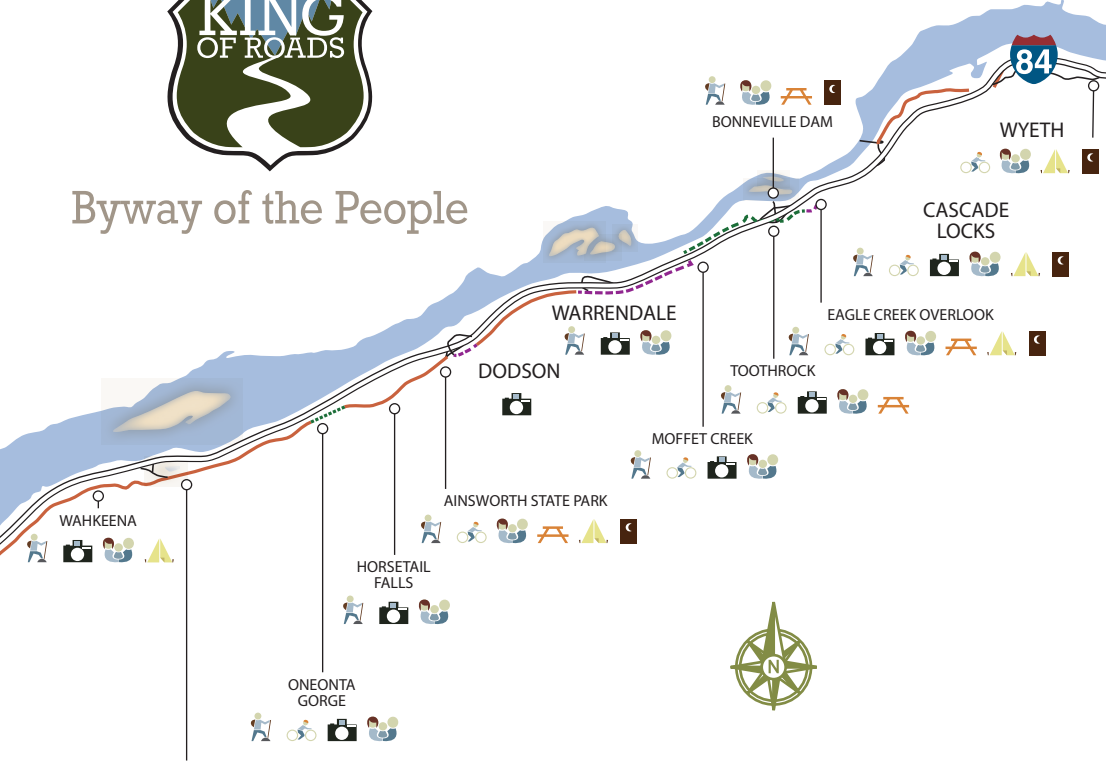 KING
OF ROADS
Byway of the People
84
BONNEVILLE DAM
WYETH
CASCADE
LOCKS
EAGLE CREEK OVERLOOK
WARRENDALE
TOOTHROCK
DODSON
MOFFET CREEK
AINSWORTH STATE PARK
WAHKEENA
HORSETAIL
FALLS
ONEONTA
GORGE
N